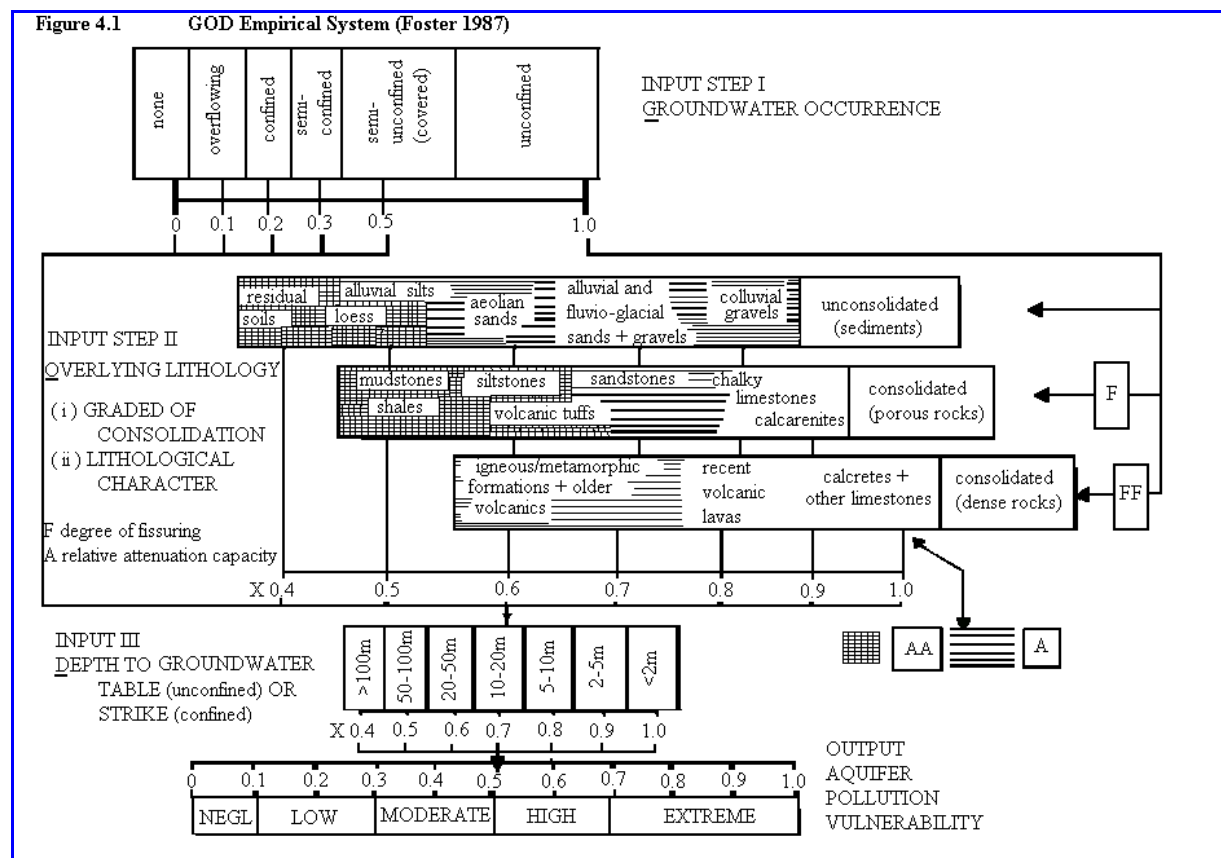 Figure 4.1 GOD Empirical System (Foster 1987)
none
overflowing
confined
semi-
confined
semi-
unconfined
(covered)
unconfined
INPUT STEP I
GROUNDWATER OCCURRENCE
0 0.1 0.2 0.3 0.5 1.0
residual
soils
alluvial silts
loess
aeolian
sands
alluvial and
fluvio-glacial
sands + gravels
colluvial
gravels
unconsolidated
(sediments)
INPUT STEP II
OVERLYING LITHOLOGY
(i) GRADED OF
CONSOLIDATION
(ii) LITHOLOGICAL
CHARACTER
mudstones
shales
siltstones
volcanic tuffs
sandstones
chalky
limestones
calcarenites
consolidated
(porous rocks)
F
igneous/metamorphic
formations + older
volcanics
recent
volcanic
lavas
calcretes +
other limestones
consolidated
(dense rocks)
FF
F degree of fissuring
A relative attenuation capacity
X 0.4 0.5 0.6 0.7 0.8 0.9 1.0
AA
A
INPUT III
DEPTH TO GROUNDWATER
TABLE (unconfined) OR
STRIKE (confined)
>100m
50-100m
20-50m
10-20m
5-10m
2-5m
<2m
X 0.4 0.5 0.6 0.7 0.8 0.9 1.0
0 0.1 0.2 0.3 0.4 0.5 0.6 0.7 0.8 0.9 1.0
NEGL LOW MODERATE HIGH EXTREME
OUTPUT
AQUIFER
POLLUTION
VULNERABILITY